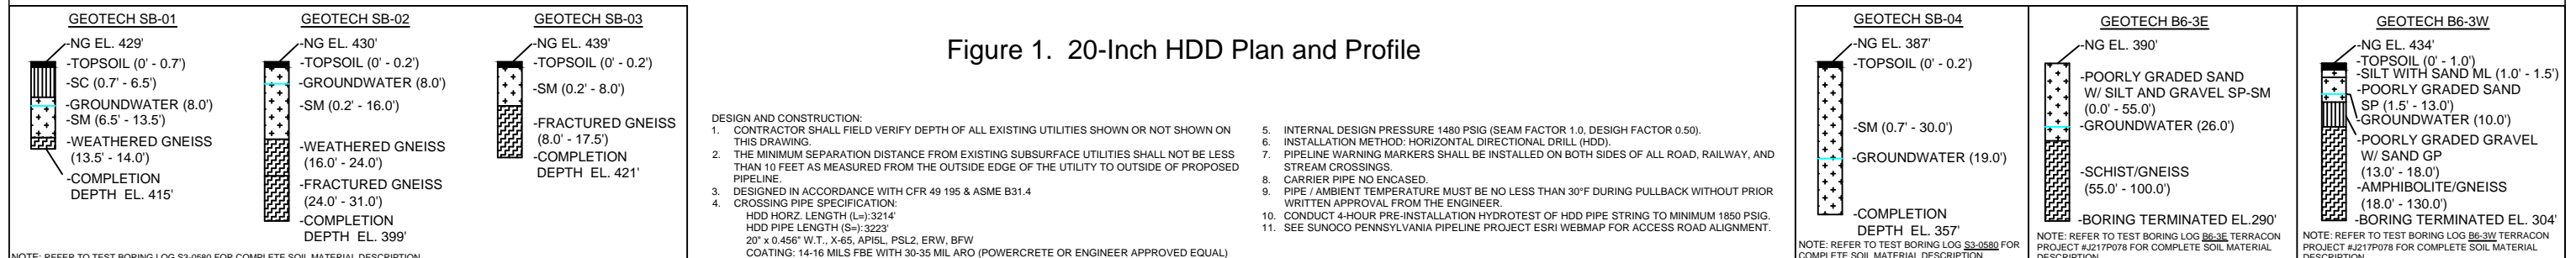 GEOTECH SB-01
-NG EL. 429'
-TOPSOIL (0' - 0.7')
-SC (0.7' - 6.5')
-GROUNDWATER (8.0')
-SM (6.5' - 13.5')
-WEATHERED GNEISS
(13.5' - 14.0')
-COMPLETION
DEPTH EL. 415'
GEOTECH SB-02
-NG EL. 430'
-TOPSOIL (0' - 0.2')
-GROUNDWATER (8.0')
-SM (0.2' - 16.0')
-WEATHERED GNEISS
(16.0' - 24.0')
-FRACTURED GNEISS
(24.0' - 31.0')
-COMPLETION
DEPTH EL. 399'
GEOTECH SB-03
-NG EL. 439'
-TOPSOIL (0' - 0.2')
-SM (0.2' - 8.0')
-FRACTURED GNEISS
(8.0' - 17.5')
-COMPLETION
DEPTH EL. 421'
NOTE: REFER TO TEST BORING LOG S3-0580 FOR COMPLETE SOIL MATERIAL DESCRIPTION
Figure 1. 20-Inch HDD Plan and Profile
DESIGN AND CONSTRUCTION:
1. CONTRACTOR SHALL FIELD VERIFY DEPTH OF ALL EXISTING UTILITIES SHOWN OR NOT SHOWN ON
THIS DRAWING.
2. THE MINIMUM SEPARATION DISTANCE FROM EXISTING SUBSURFACE UTILITIES SHALL NOT BE LESS
THAN 10 FEET AS MEASURED FROM THE OUTSIDE EDGE OF THE UTILITY TO OUTSIDE OF PROPOSED
PIPELINE.
3. DESIGNED IN ACCORDANCE WITH CFR 49 195 & ASME B31.4
4. CROSSING PIPE SPECIFICATION:
HDD HORZ. LENGTH (L=):3214'
HDD PIPE LENGTH (S=):3223'
20" x 0.456" W.T., X-65, API5L, PSL2, ERW, BFW
COATING: 14-16 MILS FBE WITH 30-35 MIL ARO (POWERCRETE OR ENGINEER APPROVED EQUAL)
5. INTERNAL DESIGN PRESSURE 1480 PSIG (SEAM FACTOR 1.0, DESIGH FACTOR 0.50).
6. INSTALLATION METHOD: HORIZONTAL DIRECTIONAL DRILL (HDD).
7. PIPELINE WARNING MARKERS SHALL BE INSTALLED ON BOTH SIDES OF ALL ROAD, RAILWAY, AND
STREAM CROSSINGS.
8. CARRIER PIPE NO ENCASED.
9. PIPE / AMBIENT TEMPERATURE MUST BE NO LESS THAN 30°F DURING PULLBACK WITHOUT PRIOR
WRITTEN APPROVAL FROM THE ENGINEER.
10. CONDUCT 4-HOUR PRE-INSTALLATION HYDROTEST OF HDD PIPE STRING TO MINIMUM 1850 PSIG.
11. SEE SUNOCO PENNSYLVANIA PIPELINE PROJECT ESRI WEBMAP FOR ACCESS ROAD ALIGNMENT.
GEOTECH SB-04
-NG EL. 387'
-TOPSOIL (0' - 0.2')
-SM (0.7' - 30.0')
-GROUNDWATER (19.0')
-COMPLETION
DEPTH EL. 357'
NOTE: REFER TO TEST BORING LOG S3-0580 FOR
COMPLETE SOIL MATERIAL DESCRIPTION
GEOTECH B6-3E
-NG EL. 390'
-POORLY GRADED SAND
W/ SILT AND GRAVEL SP-SM
(0.0' - 55.0')
-GROUNDWATER (26.0')
-SCHIST/GNEISS
(55.0' - 100.0')
-BORING TERMINATED EL.290'
NOTE: REFER TO TEST BORING LOG B6-3E TERRACON
PROJECT #J217P078 FOR COMPLETE SOIL MATERIAL
DESCRIPTION
GEOTECH B6-3W
-NG EL. 434'
-TOPSOIL (0' - 1.0')
-SILT WITH SAND ML (1.0' - 1.5')
-POORLY GRADED SAND
SP (1.5' - 13.0')
-GROUNDWATER (10.0')
-POORLY GRADED GRAVEL
W/ SAND GP
(13.0' - 18.0')
-AMPHIBOLITE/GNEISS
(18.0' - 130.0')
-BORING TERMINATED EL. 304'
NOTE: REFER TO TEST BORING LOG B6-3W TERRACON
PROJECT #J217P078 FOR COMPLETE SOIL MATERIAL
DESCRIPTION